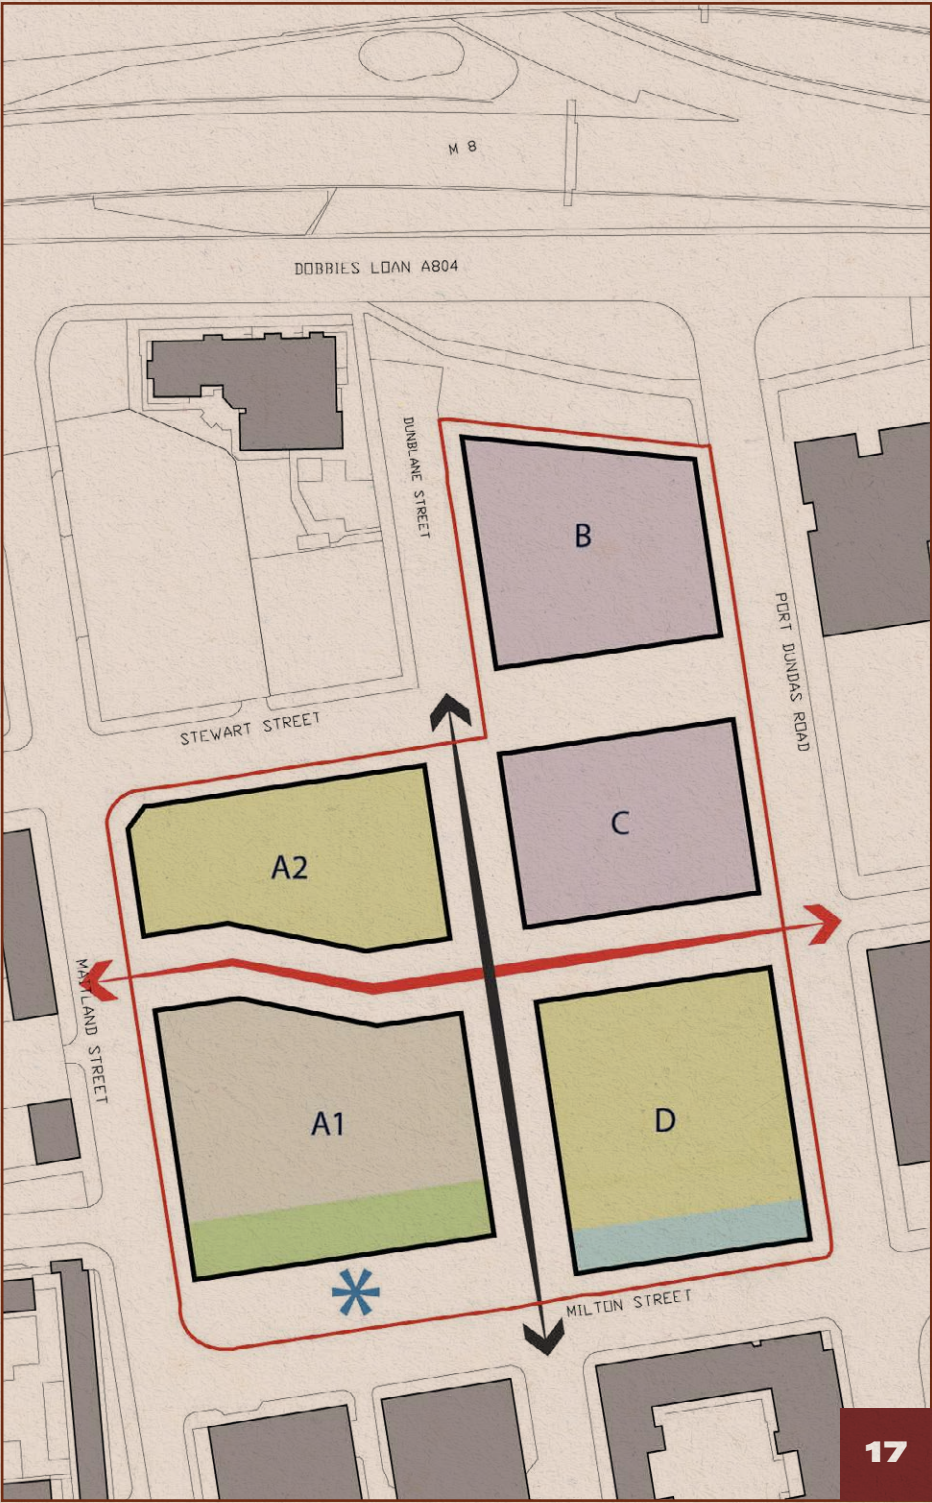 M 8
DOBBIES LOAN A804
DUNBLANE STREET
B
PORT DUNDAS ROAD
STEWART STREET
C
A2
MAITLAND STREET
A1
D
MILTON STREET
17